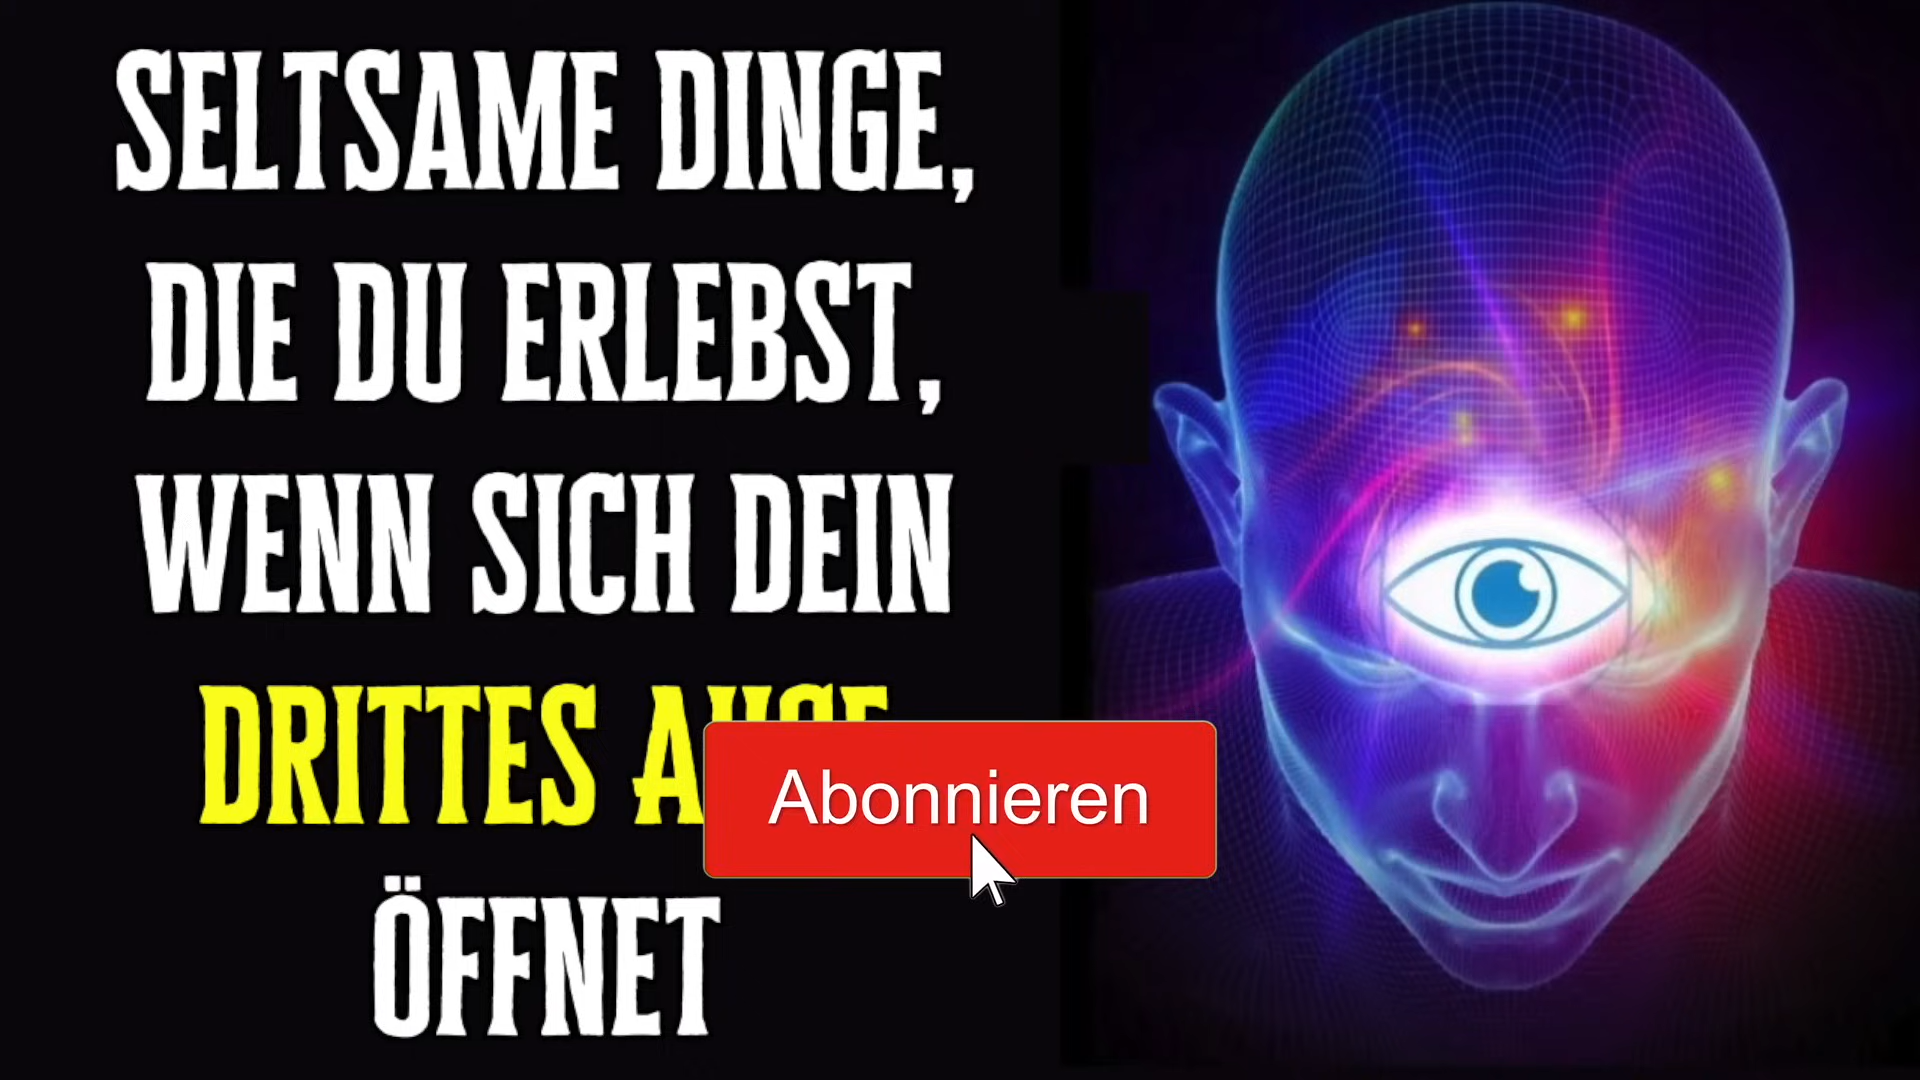 SELTSAME DINGE,
DIE DU ERLEBST,
WENN SICH DEIN
DRITTES
Abonnieren
ÖFFNET